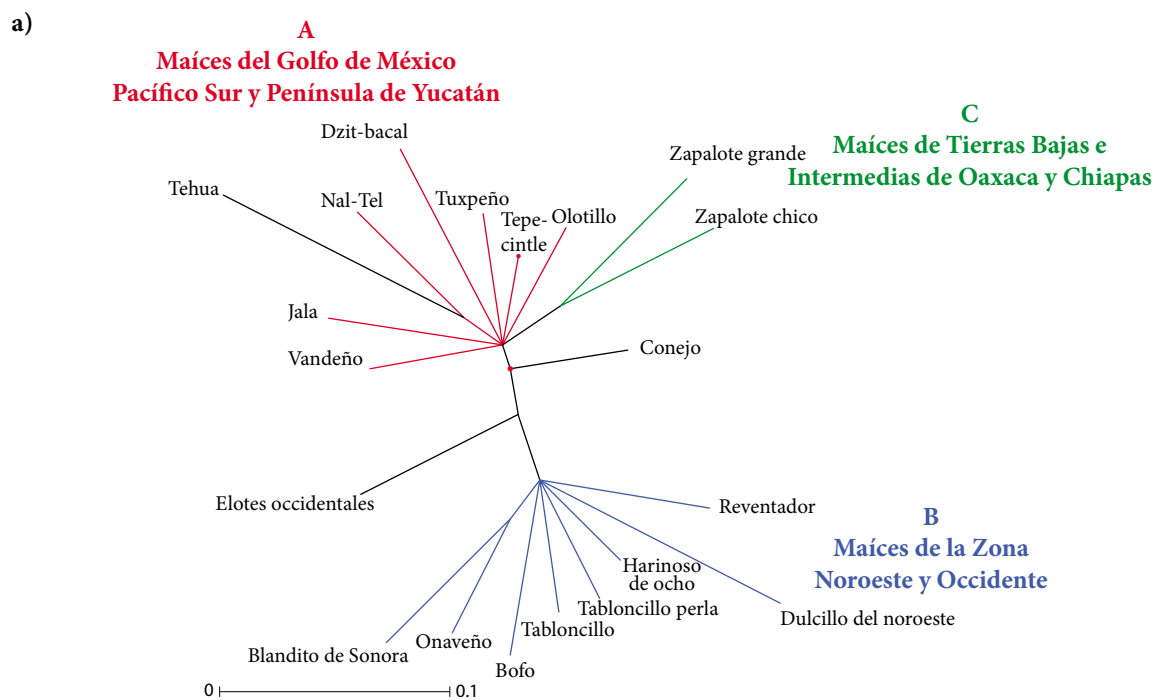 a)
A
Maíces del Golfo de México
Pacífico Sur y Península de Yucatán
C
Maíces de Tierras Bajas e
Intermedias de Oaxaca y Chiapas
Dzit-bacal
Zapalote grande
Tehua
Nal-Tel
Tuxpeño
Tepe-
cintle
Olotillo
Zapalote chico
Jala
Vandeño
Conejo
Elotes occidentales
Reventador
B
Maíces de la Zona
Noroeste y Occidente
Harinoso
de ocho
Tabloncillo perla
Dulcillo del noroeste
Tabloncillo
Onaveño
Blandito de Sonora
Bofo
0
0.1